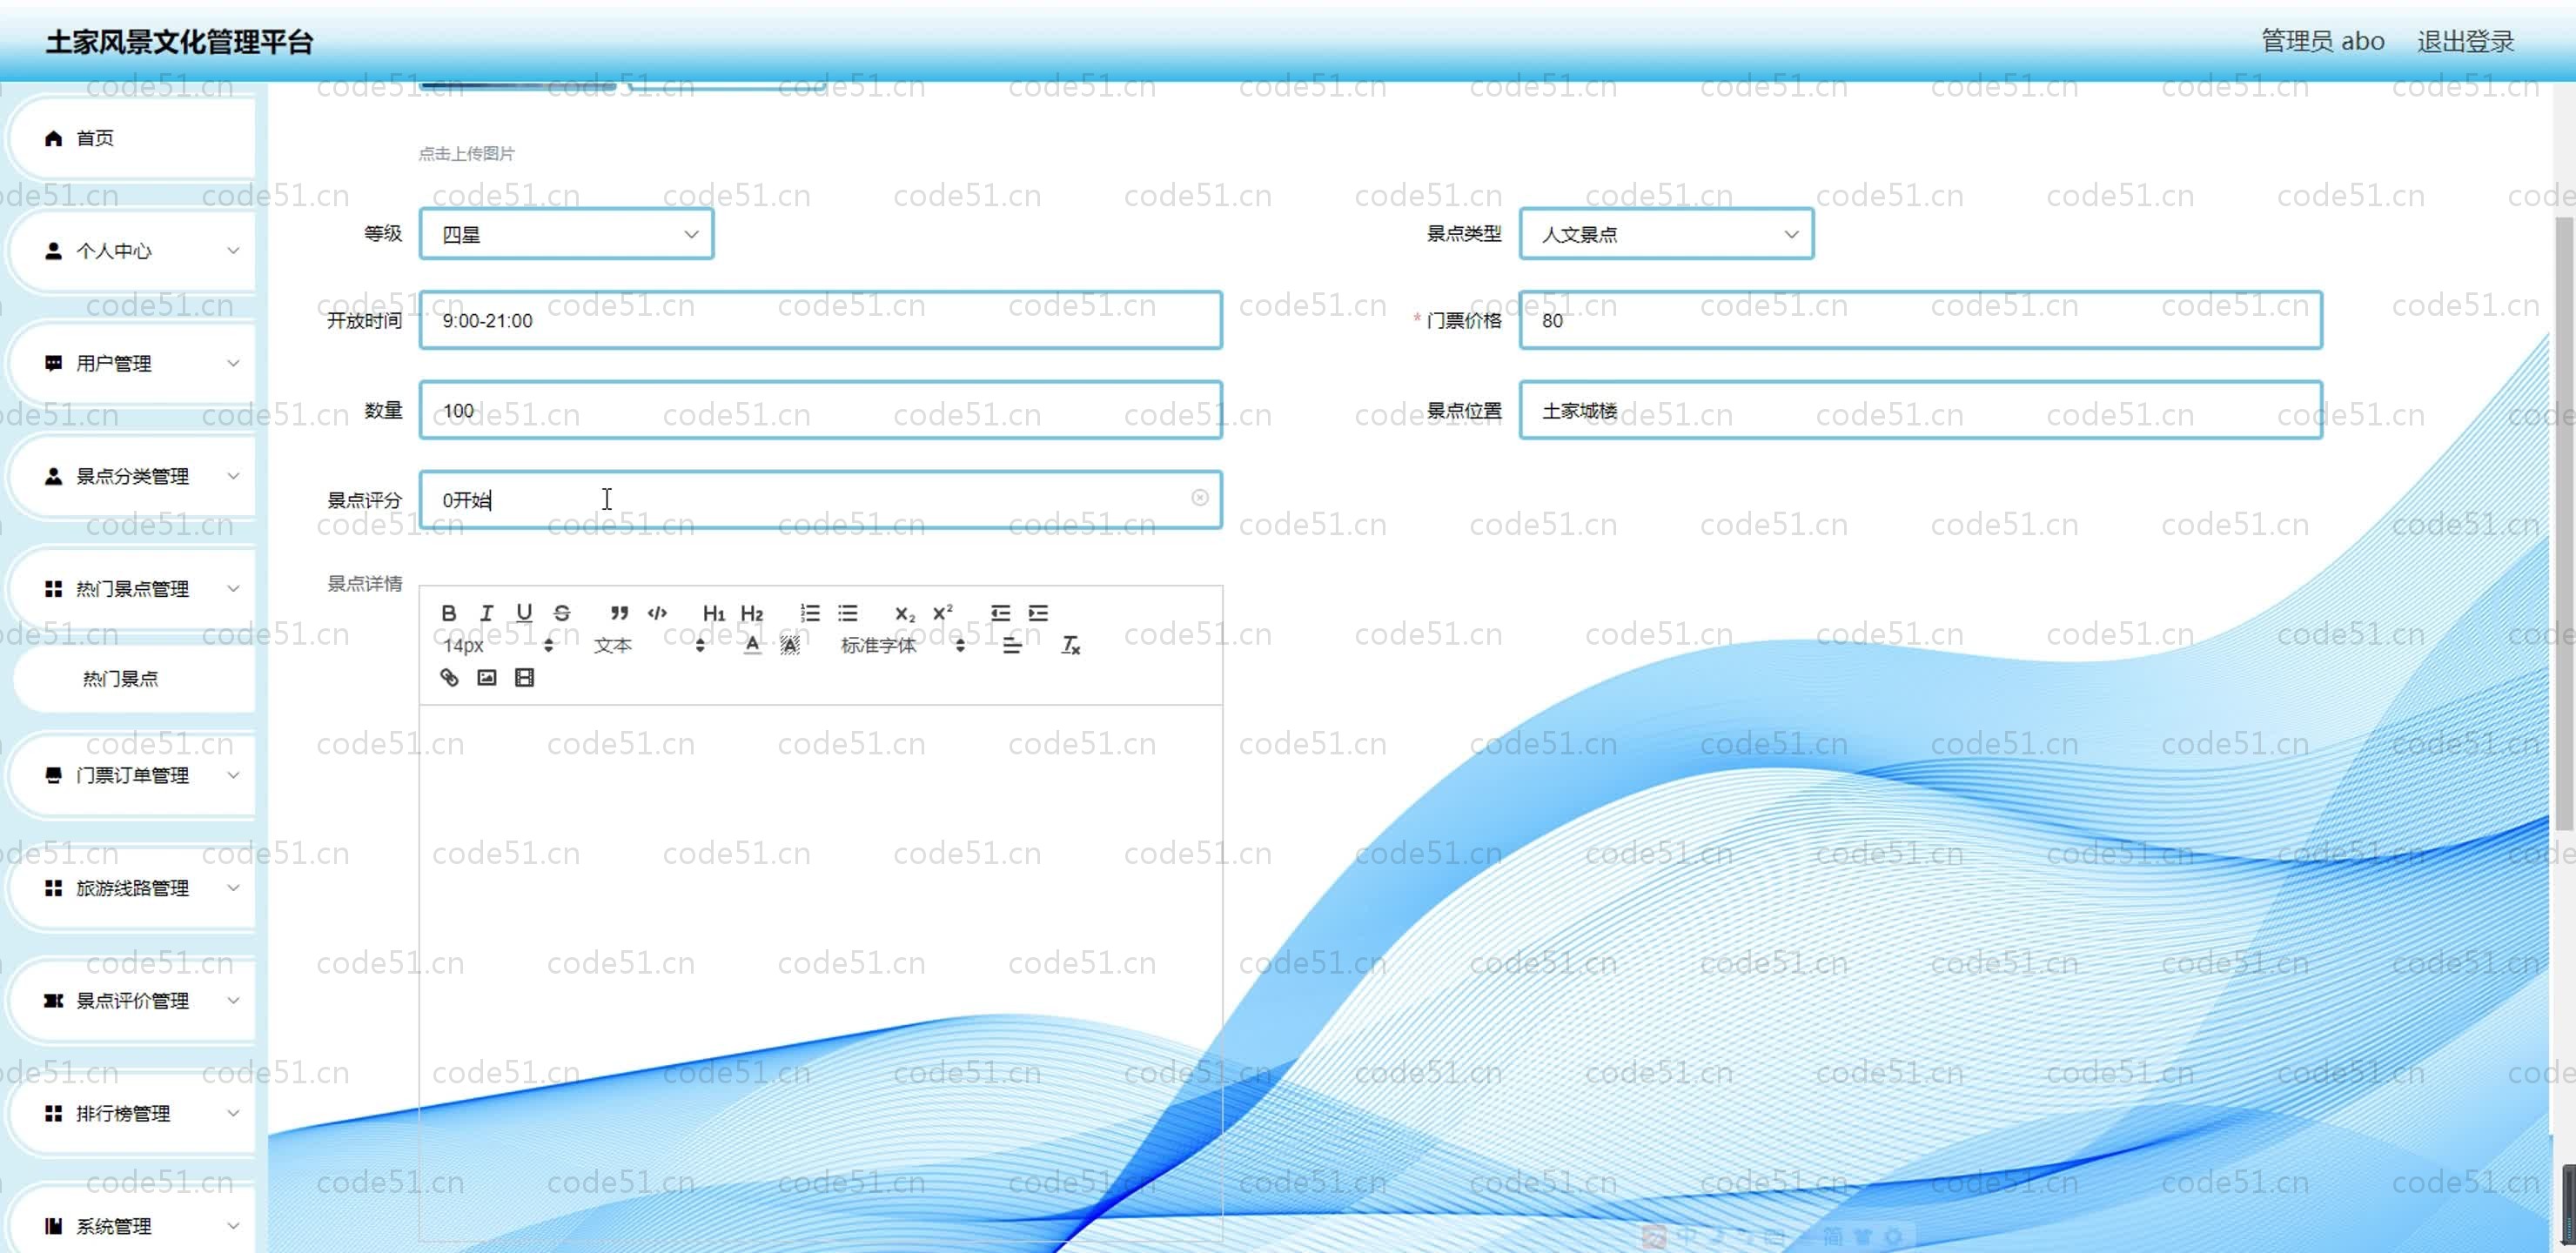 土家风景文化管理平台
管理员 abo 退出登录
首页
个人中心
用户管理
景点分类管理
热门景点管理
热门景点
门票订单管理
旅游线路管理
景点评价管理
排行榜管理
系统管理
点击上传图片
等级 四星
景点类型 人文景点
开放时间 9:00-21:00
* 门票价格 80
数量 100
景点位置 土家城楼
景点评分 0开始
景点详情
B I U S H1 H2 X2 X2
14px 文本 A A 标准字体 Tx
code51.cn